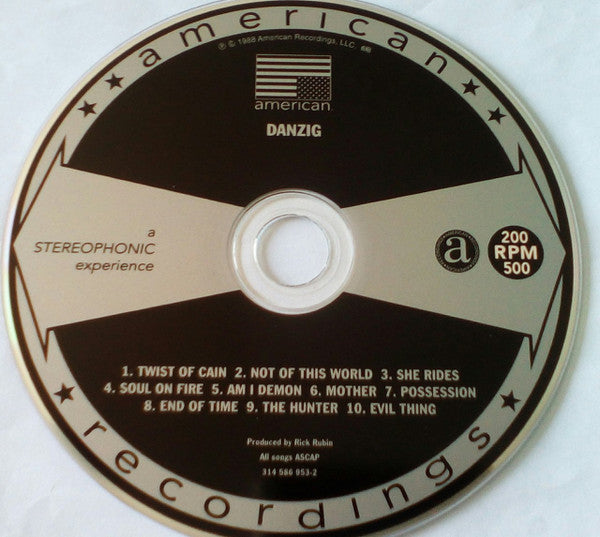 american
℗ © 1988 American Recordings, LLC.
american
DANZIG
a
STEREOPHONIC
experience
a
200
RPM
500
1. TWIST OF CAIN 2. NOT OF THIS WORLD 3. SHE RIDES
4. SOUL ON FIRE 5. AM I DEMON 6. MOTHER 7. POSSESSION
8. END OF TIME 9. THE HUNTER 10. EVIL THING
Produced by Rick Rubin
All songs ASCAP
314 586 953-2
recordings